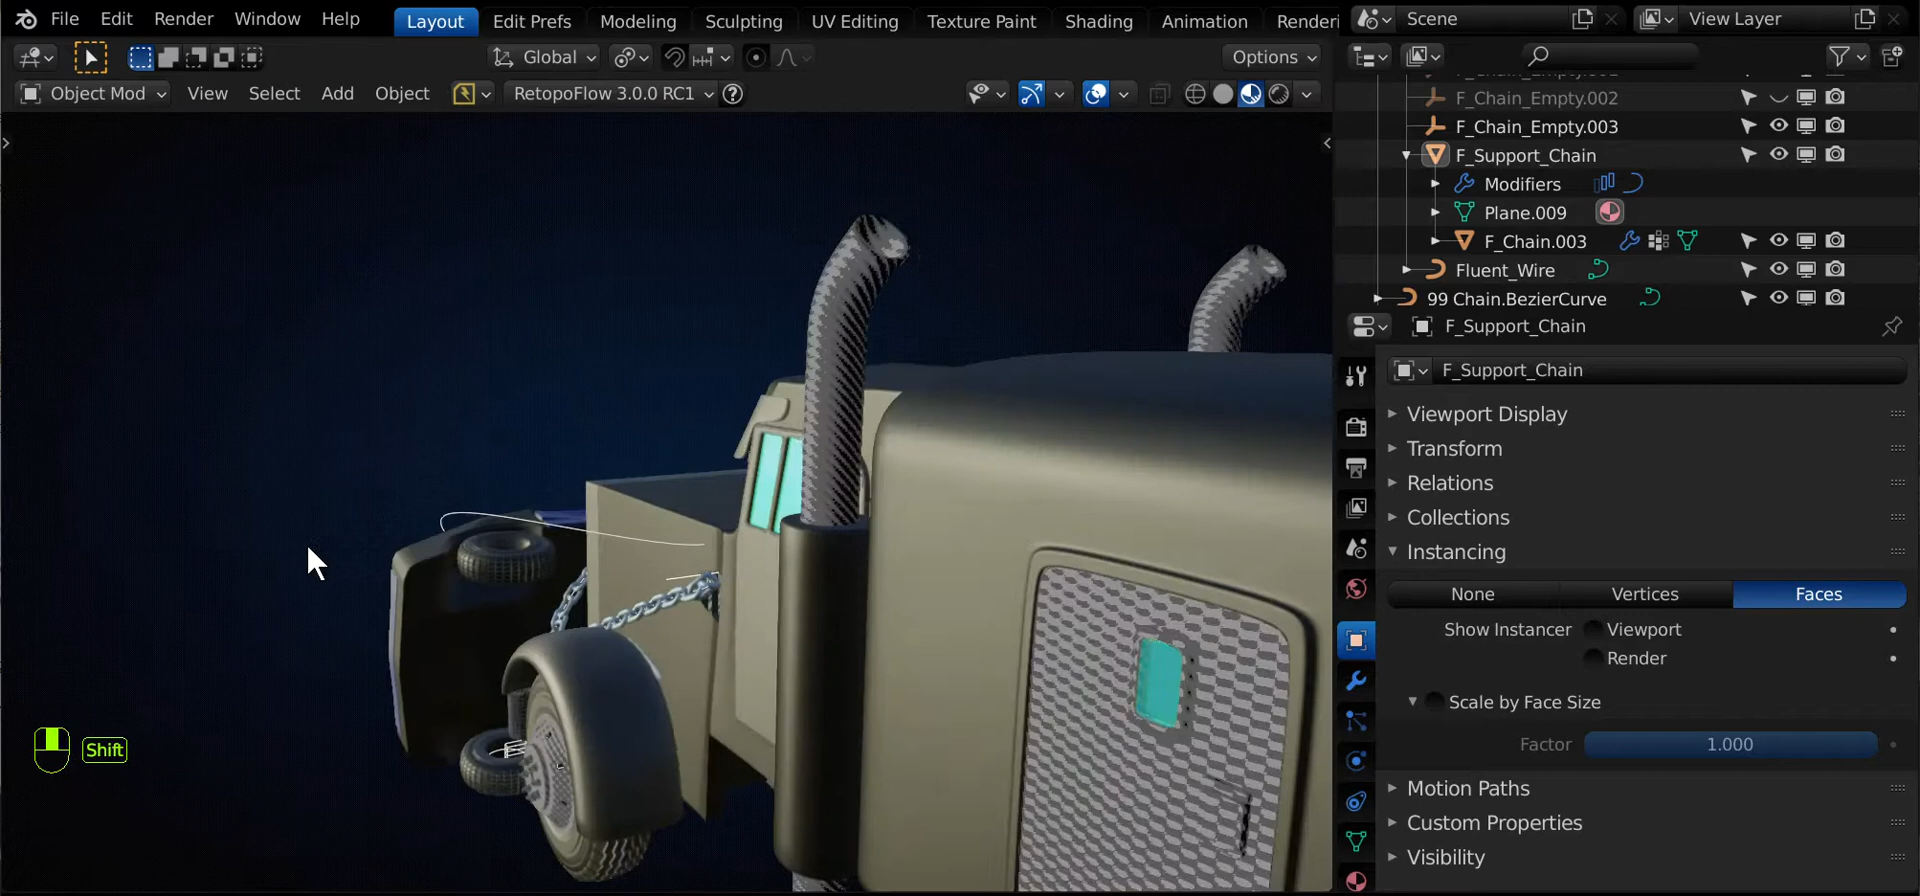 File Edit Render Window Help Layout Edit Prefs Modeling Sculpting UV Editing Texture Paint Shading Animation Renderi
Scene View Layer
Global
Options
Object Mod View Select Add Object RetopoFlow 3.0.0 RC1
F_Chain_Empty.002
F_Chain_Empty.003
F_Support_Chain
Modifiers
Plane.009
F_Chain.003
Fluent_Wire
99 Chain.BezierCurve
F_Support_Chain
F_Support_Chain
Viewport Display
Transform
Relations
Collections
Instancing
None Vertices Faces
Show Instancer Viewport
Render
Scale by Face Size
Factor 1.000
Motion Paths
Custom Properties
Visibility
Shift